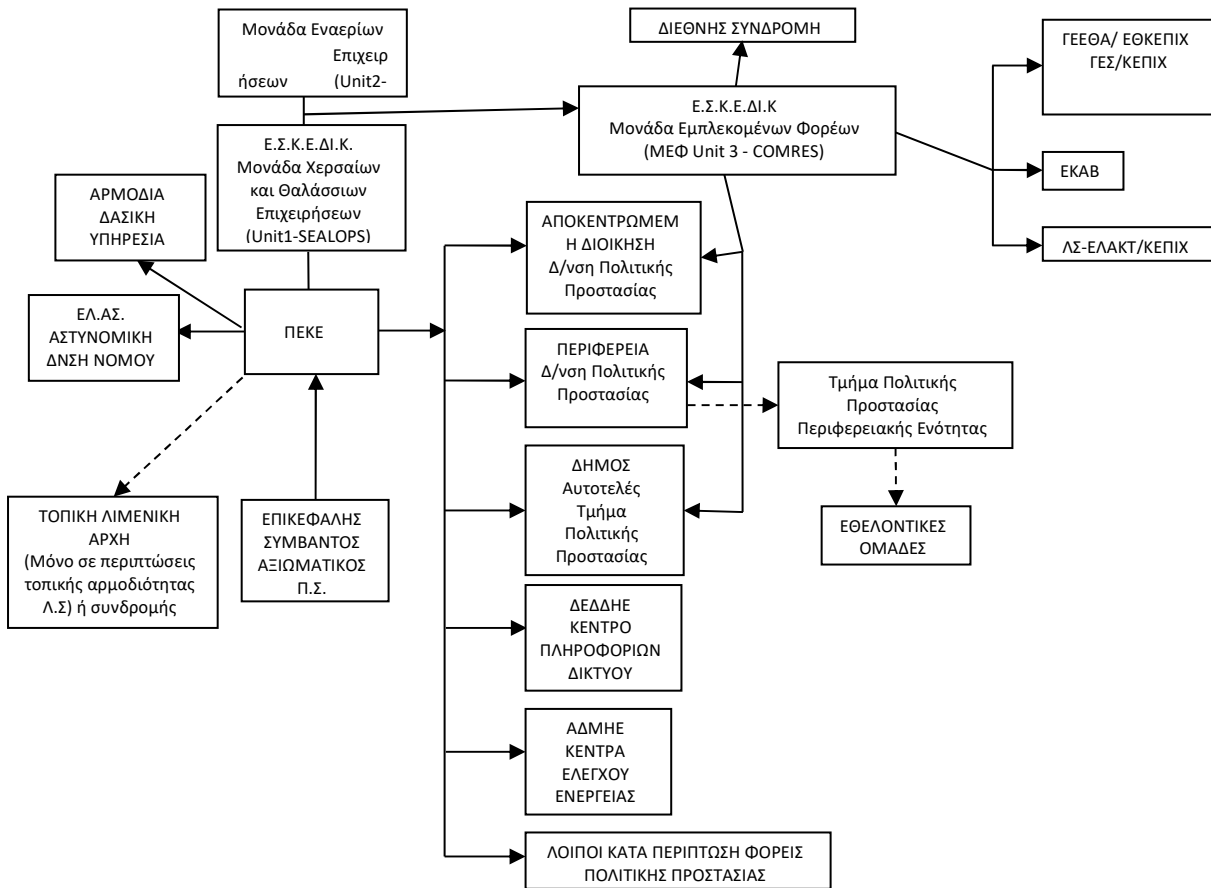 Μονάδα Εναερίων
Επιχειρ
ήσεων (Unit2-
ΔΙΕΘΝΗΣ ΣΥΝΔΡΟΜΗ
ΓΕΕΘΑ/ ΕΘΚΕΠΙΧ
ΓΕΣ/ΚΕΠΙΧ
Ε.Σ.Κ.Ε.ΔΙ.Κ
Μονάδα Εμπλεκομένων Φορέων
(ΜΕΦ Unit 3 - COMRES)
Ε.Σ.Κ.Ε.ΔΙ.Κ.
Μονάδα Χερσαίων
και Θαλάσσιων
Επιχειρήσεων
(Unit1-SEALOPS)
ΕΚΑΒ
ΛΣ-ΕΛΑΚΤ/ΚΕΠΙΧ
ΑΡΜΟΔΙΑ
ΔΑΣΙΚΗ
ΥΠΗΡΕΣΙΑ
ΑΠΟΚΕΝΤΡΩΜΕΜ
Η ΔΙΟΙΚΗΣΗ
Δ/νση Πολιτικής
Προστασίας
ΕΛ.ΑΣ.
ΑΣΤΥΝΟΜΙΚΗ
ΔΝΣΗ ΝΟΜΟΥ
ΠΕΚΕ
ΠΕΡΙΦΕΡΕΙΑ
Δ/νση Πολιτικής
Προστασίας
Τμήμα Πολιτικής
Προστασίας
Περιφερειακής Ενότητας
ΔΗΜΟΣ
Αυτοτελές
Τμήμα
Πολιτικής
Προστασίας
ΕΘΕΛΟΝΤΙΚΕΣ
ΟΜΑΔΕΣ
ΤΟΠΙΚΗ ΛΙΜΕΝΙΚΗ
ΑΡΧΗ
(Μόνο σε περιπτώσεις
τοπικής αρμοδιότητας
Λ.Σ) ή συνδρομής
ΕΠΙΚΕΦΑΛΗΣ
ΣΥΜΒΑΝΤΟΣ
ΑΞΙΩΜΑΤΙΚΟΣ
Π.Σ.
ΔΕΔΔΗΕ
ΚΕΝΤΡΟ
ΠΛΗΡΟΦΟΡΙΩΝ
ΔΙΚΤΥΟΥ
ΑΔΜΗΕ
ΚΕΝΤΡΑ
ΕΛΕΓΧΟΥ
ΕΝΕΡΓΕΙΑΣ
ΛΟΙΠΟΙ ΚΑΤΑ ΠΕΡΙΠΤΩΣΗ ΦΟΡΕΙΣ
ΠΟΛΙΤΙΚΗΣ ΠΡΟΣΤΑΣΙΑΣ